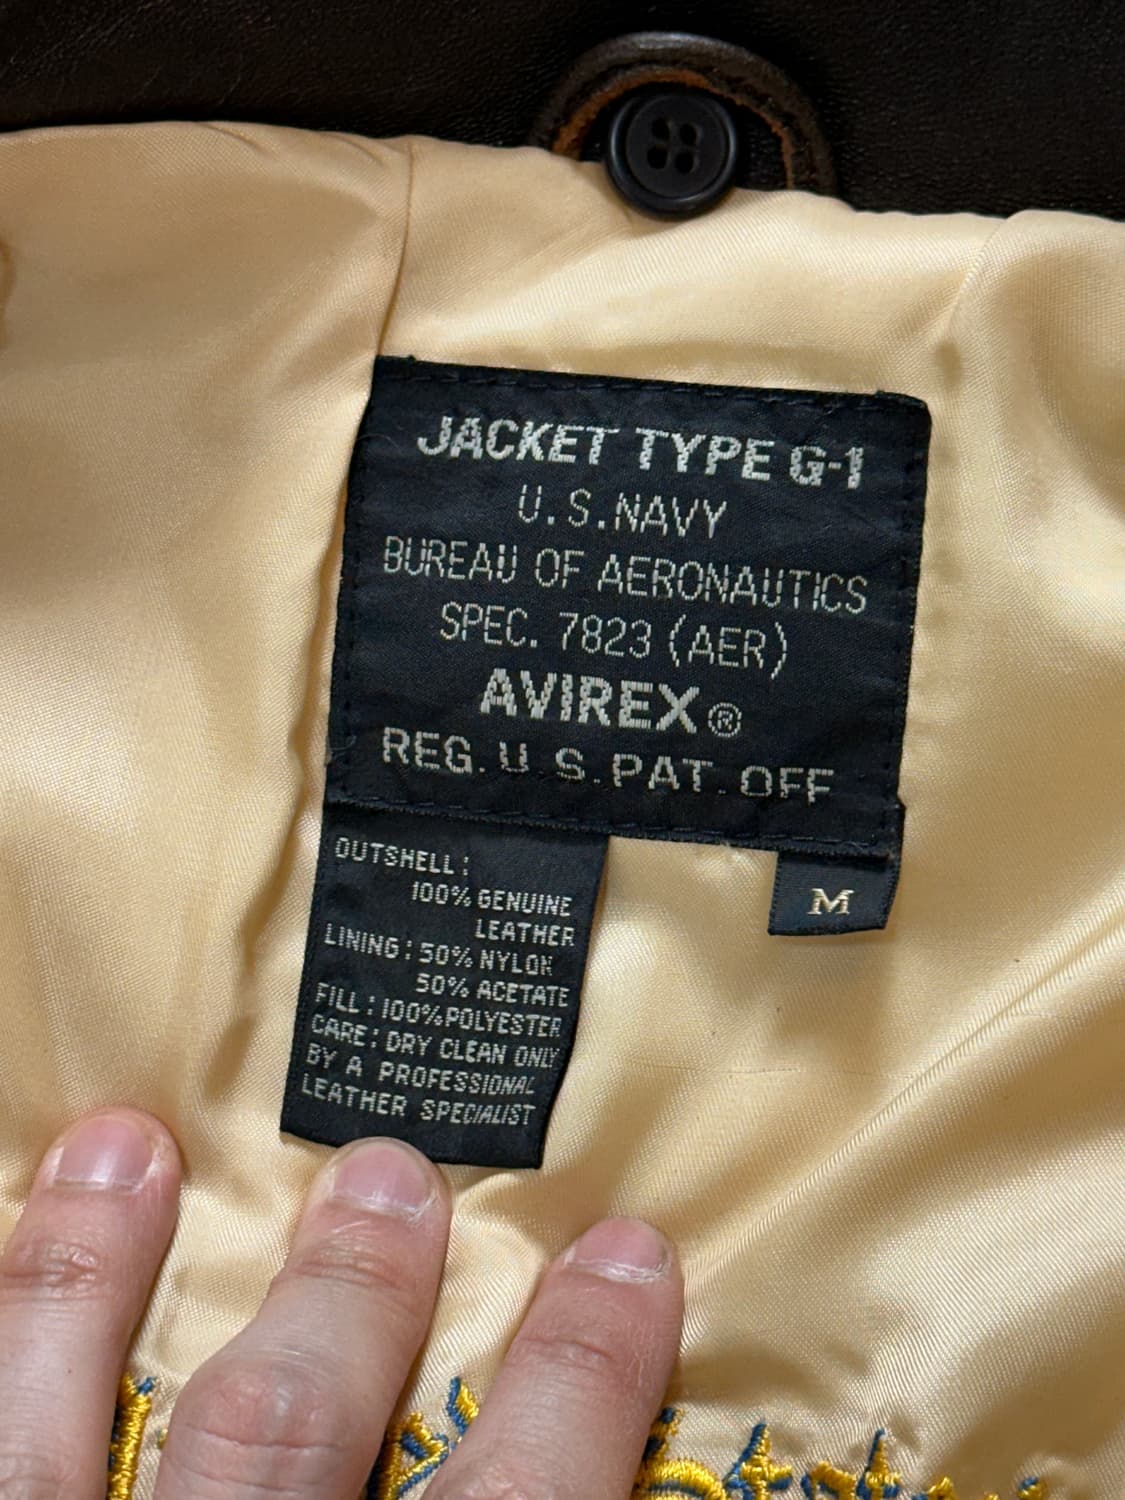 JACKET TYPE G-1
U.S.NAVY
BUREAU OF AERONAUTICS
SPEC. 7823 (AER)
AVIREX®
REG. U.S. PAT. OFF
M
OUTSHELL:
100% GENUINE
LEATHER
LINING: 50% NYLON
50% ACETATE
FILL: 100% POLYESTER
CARE: DRY CLEAN ONLY
BY A PROFESSIONAL
LEATHER SPECIALIST